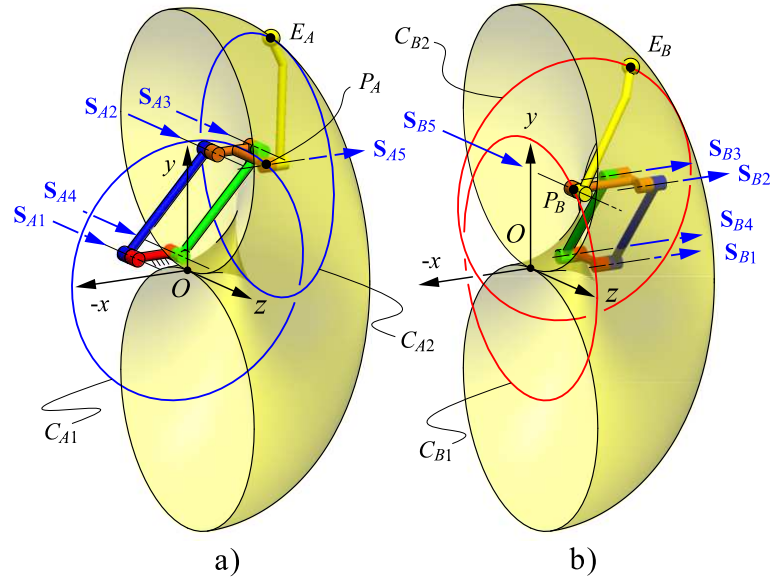 E_A
P_A
S_A3
S_A2
S_A5
y
S_A4
S_A1
-x
O
z
C_A2
C_A1
a)
C_B2
E_B
S_B5
y
S_B3
S_B2
P_B
O
S_B4
S_B1
-x
z
C_B1
b)